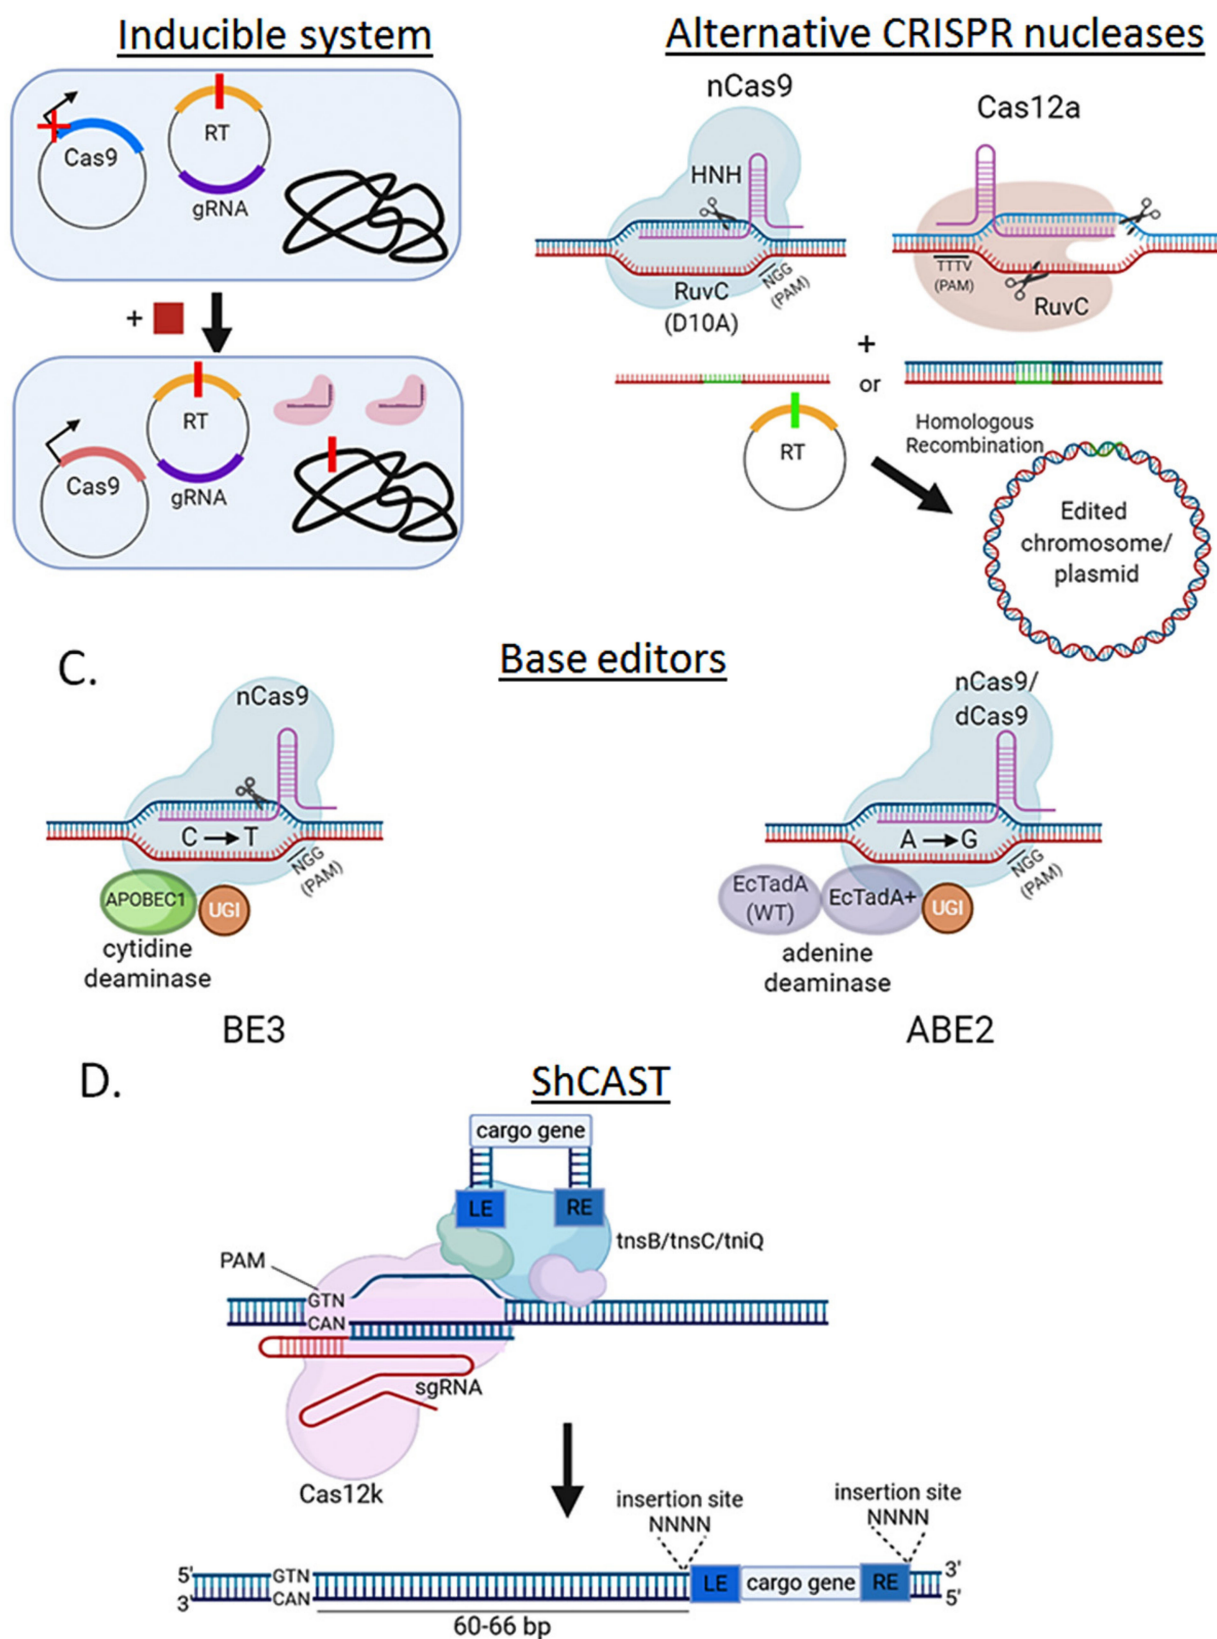 Inducible system
Cas9
RT
gRNA
+
RT
Cas9
gRNA
Alternative CRISPR nucleases
nCas9
Cas12a
HNH
NGG
(PAM)
RuvC
(D10A)
TTTV
(PAM)
RuvC
+
or
RT
Homologous
Recombination
Edited
chromosome/
plasmid
C.
Base editors
nCas9
C → T
NGG
(PAM)
APOBEC1
UGI
cytidine
deaminase
BE3
nCas9/
dCas9
A → G
NGG
(PAM)
EcTadA
(WT)
EcTadA+
UGI
adenine
deaminase
ABE2
D.
ShCAST
cargo gene
LE
RE
tnsB/tnsC/tniQ
PAM
GTN
CAN
sgRNA
Cas12k
insertion site
NNNN
insertion site
NNNN
5'
GTN
LE
cargo gene
RE
3'
3'
CAN
5'
60-66 bp